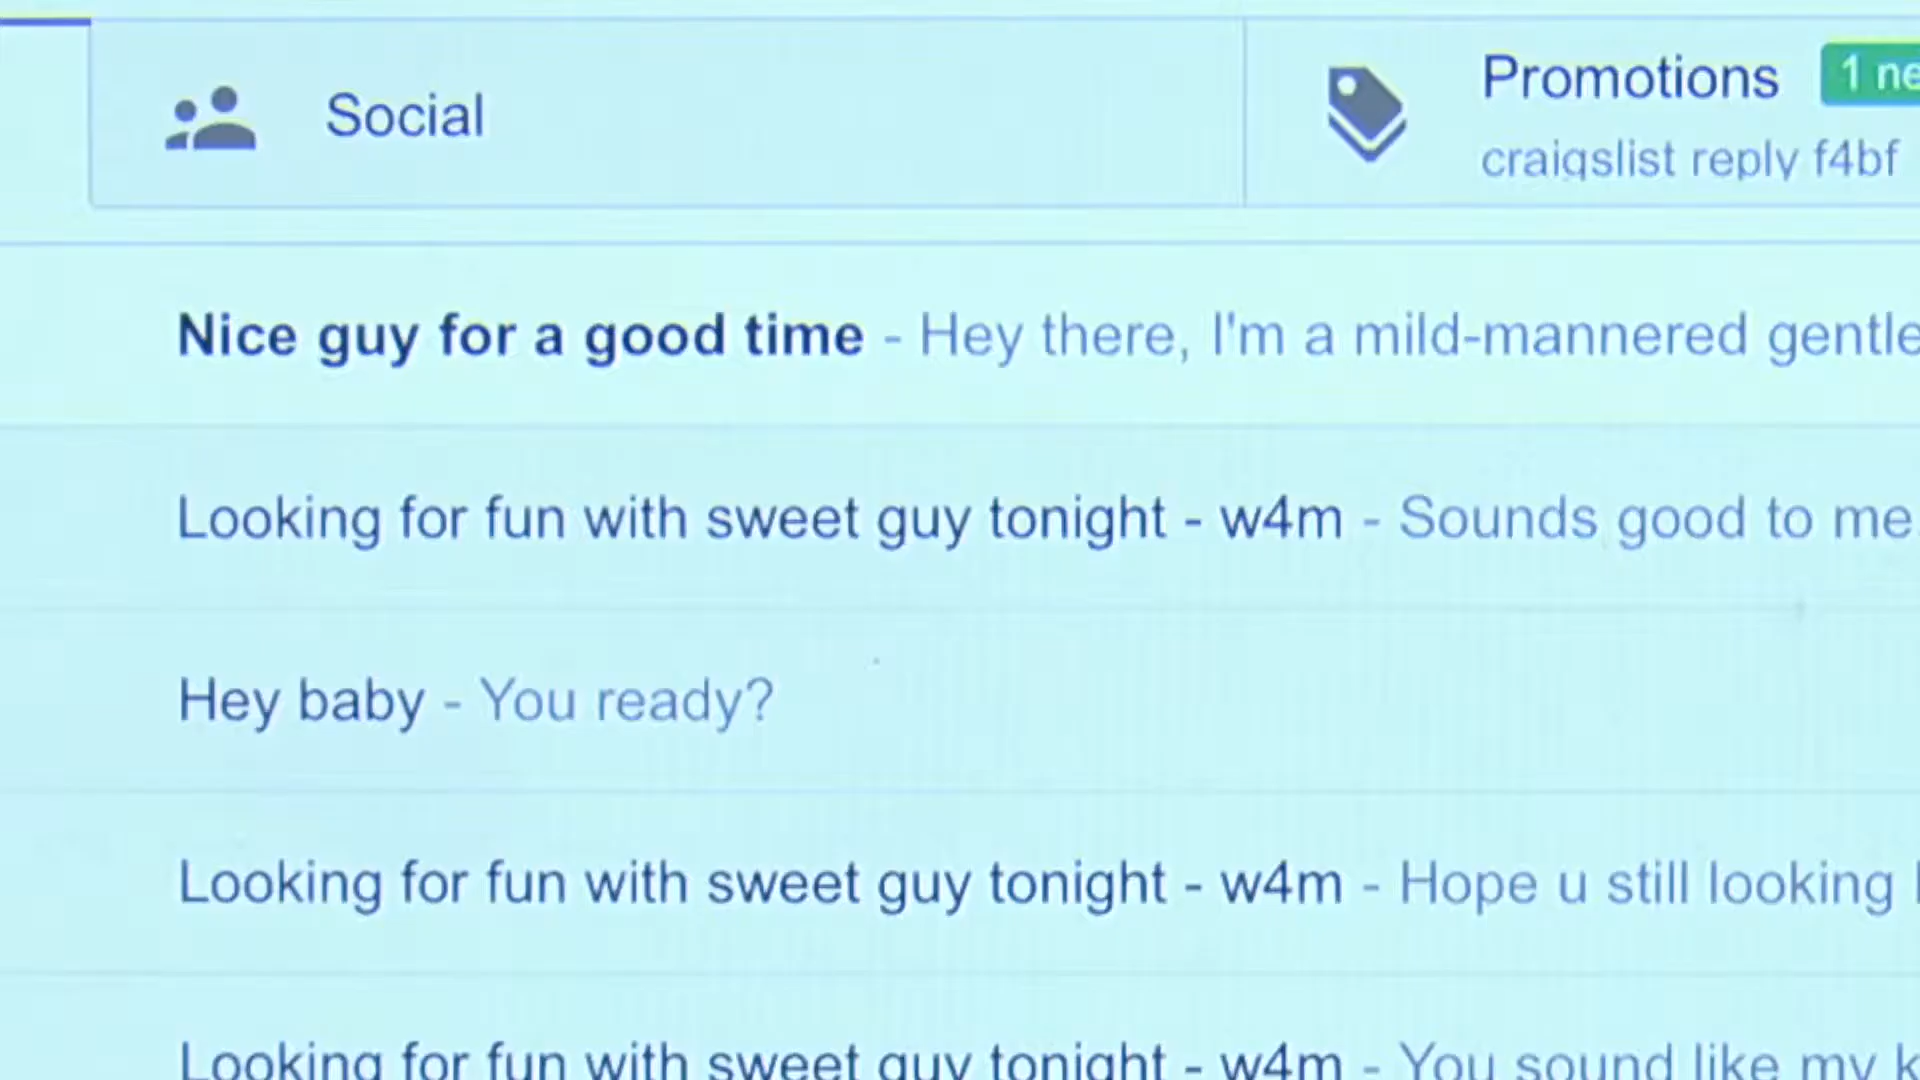 Social
Promotions 1 ne
craigslist reply f4bf
Nice guy for a good time - Hey there, I'm a mild-mannered gentle
Looking for fun with sweet guy tonight - w4m - Sounds good to me.
Hey baby - You ready?
Looking for fun with sweet guy tonight - w4m - Hope u still looking
Looking for fun with sweet guy tonight - w4m - You sound like my